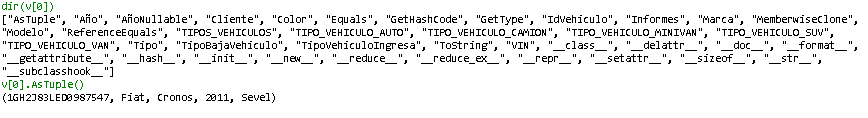 dir(v[0])
["AsTuple", "Año", "AñoNullable", "Cliente", "Color", "Equals", "GetHashCode", "GetType", "IdVehiculo", "Informes", "Marca", "MemberwiseClone",
"Modelo", "ReferenceEquals", "TIPOS_VEHICULOS", "TIPO_VEHICULO_AUTO", "TIPO_VEHICULO_CAMION", "TIPO_VEHICULO_MINIVAN", "TIPO_VEHICULO_SUV",
"TIPO_VEHICULO_VAN", "Tipo", "TipoBajaVehiculo", "TipoVehiculoIngresa", "ToString", "VIN", "__class__", "__delattr__", "__doc__", "__format__",
"__getattribute__", "__hash__", "__init__", "__new__", "__reduce__", "__reduce_ex__", "__repr__", "__setattr__", "__sizeof__", "__str__",
"__subclasshook__"]
v[0].AsTuple()
(1GH2J83LED0987547, Fiat, Cronos, 2011, Sevel)